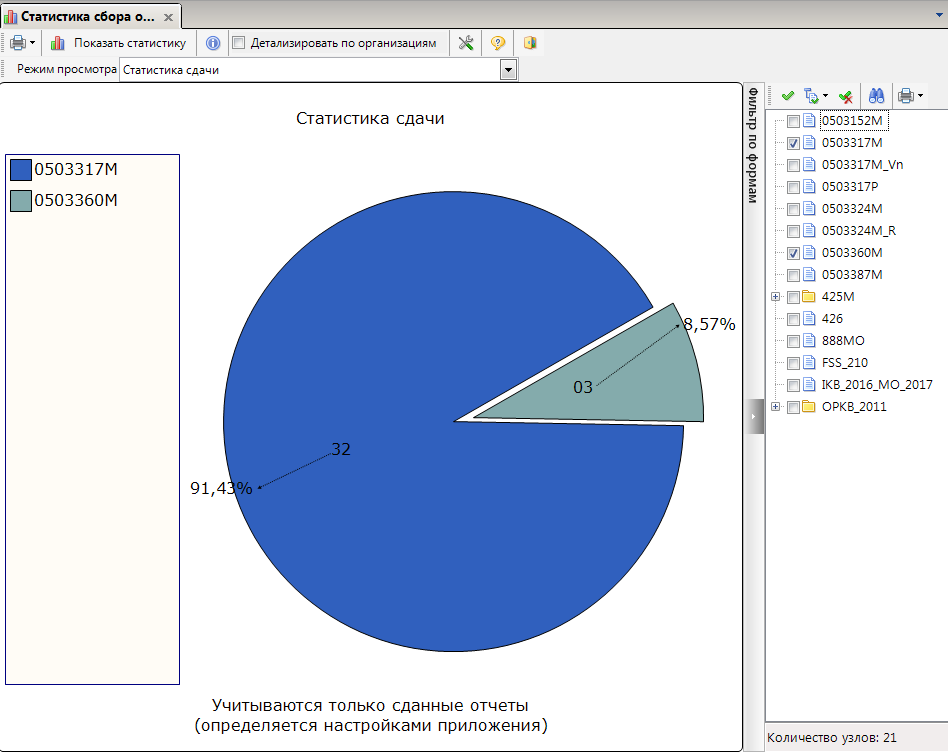 Статистика сбора о...
Показать статистику
Детализировать по организациям
Режим просмотра
Статистика сдачи
Статистика сдачи
0503317M
0503360M
8,57%
03
32
91,43%
Учитываются только сданные отчеты
(определяется настройками приложения)
Фильтр по формам
0503152M
0503317M
0503317M_Vn
0503317P
0503324M
0503324M_R
0503360M
0503387M
425M
426
888MO
FSS_210
IKB_2016_MO_2017
OPKB_2011
Количество узлов: 21